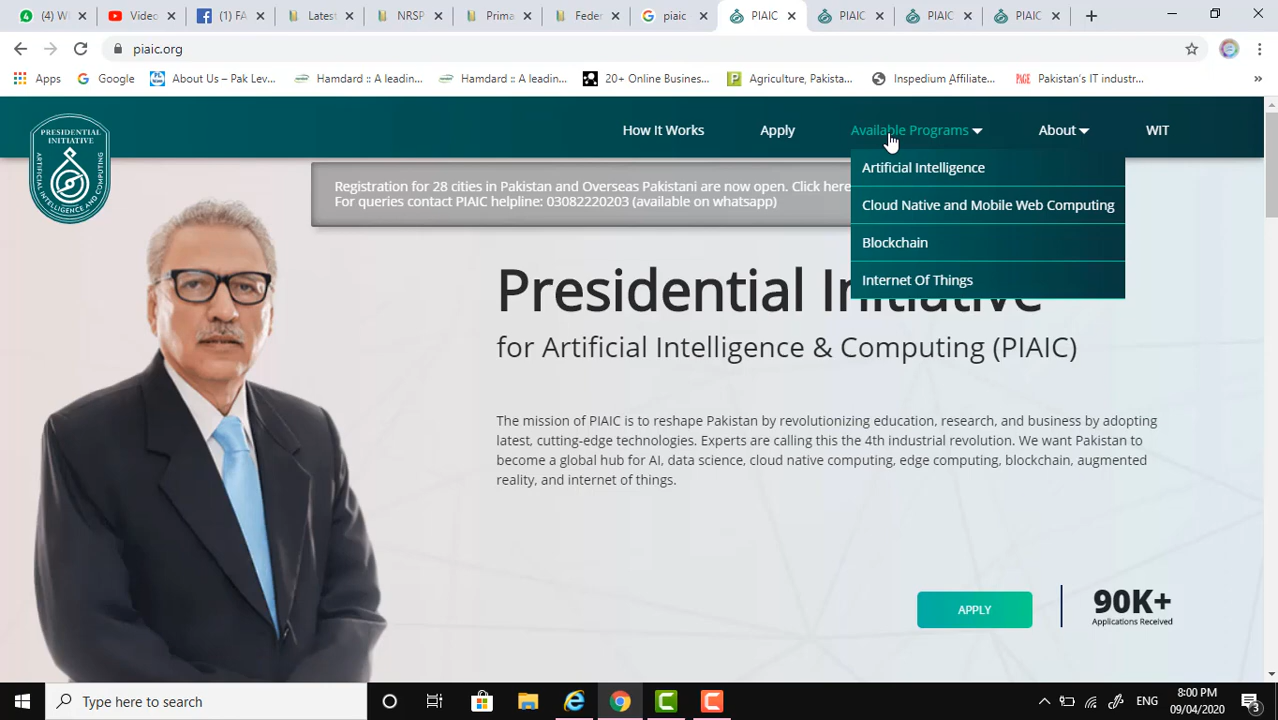 (4) W
Video
(1) FA
Latest
NRSP
Prima
Feder
piaic
PIAIC
PIAIC
PIAIC
PIAIC
piaic.org
Apps
Google
About Us – Pak Lev...
Hamdard :: A leadin...
Hamdard :: A leadin...
20+ Online Business...
Agriculture, Pakista...
Inspedium Affiliate...
Pakistan's IT industr...
PRESIDENTIAL
INITIATIVE
ARTIFICIAL INTELLIGENCE AND COMPUTING
How It Works
Apply
Available Programs
About
WIT
Artificial Intelligence
Cloud Native and Mobile Web Computing
Blockchain
Internet Of Things
Registration for 28 cities in Pakistan and Overseas Pakistani are now open. Click here
For queries contact PIAIC helpline: 03082220203 (available on whatsapp)
Presidential Initiative
for Artificial Intelligence & Computing (PIAIC)
The mission of PIAIC is to reshape Pakistan by revolutionizing education, research, and business by adopting
latest, cutting-edge technologies. Experts are calling this the 4th industrial revolution. We want Pakistan to
become a global hub for AI, data science, cloud native computing, edge computing, blockchain, augmented
reality, and internet of things.
APPLY
90K+
Applications Received
Type here to search
ENG
8:00 PM
09/04/2020
3